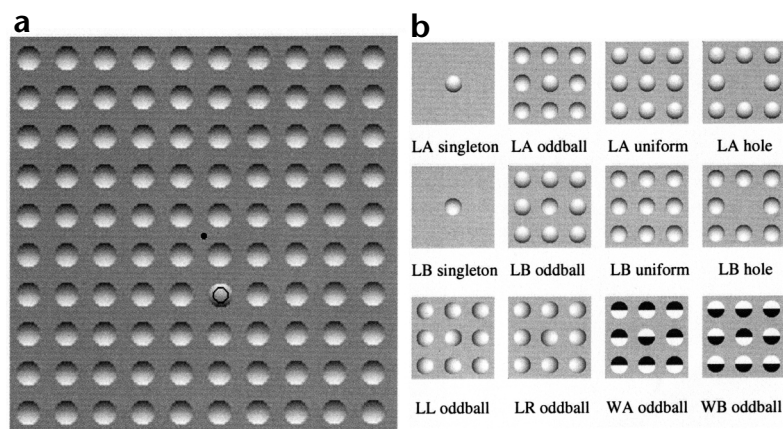 a
b
LA singleton LA oddball LA uniform LA hole
LB singleton LB oddball LB uniform LB hole
LL oddball LR oddball WA oddball WB oddball